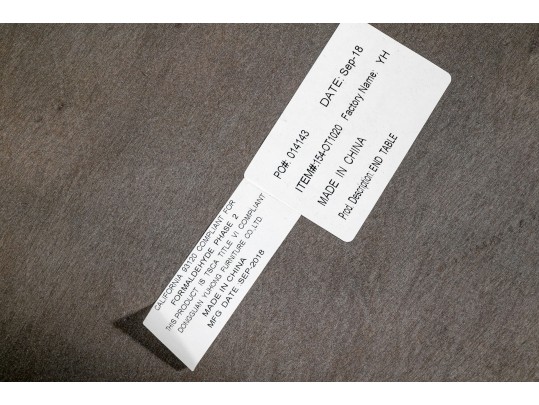 PO#: 014143 DATE: Sep-18
ITEM#:154-OT1020 Factory Name: YH
MADE IN CHINA
Prod. Description: END TABLE
CALIFORNIA 93120 COMPLIANT FOR
FORMALDEHYDE PHASE 2
THIS PRODUCT IS TSCA TITLE VI COMPLIANT
DONGGUAN YUHONG FURNITURE CO.,LTD
MADE IN CHINA
MFG DATE :SEP-2018